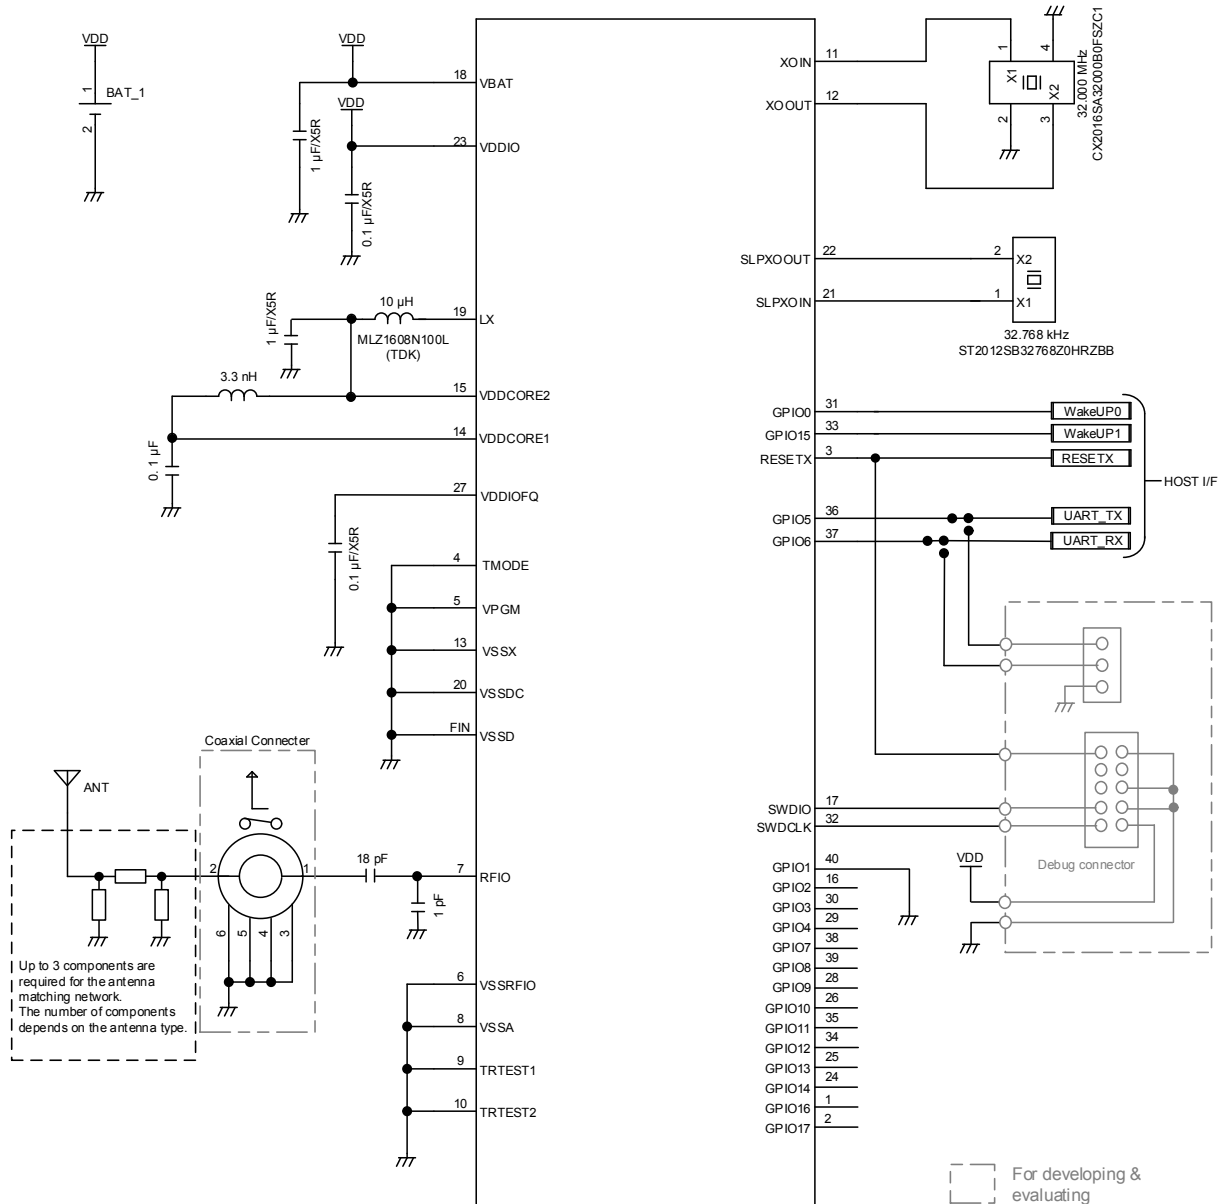 VDD
1
BAT_1
2
VDD
18
VBAT
1 µF/X5R
VDD
23
VDDIO
0.1 µF/X5R
10 µH
19
LX
MLZ1608N100L
(TDK)
1 µF/X5R
3.3 nH
15
VDDCORE2
14
VDDCORE1
0.1 µF
27
VDDIOFQ
0.1 µF/X5R
4
TMODE
5
VPGM
13
VSSX
20
VSSDC
FIN
VSSD
Coaxial Connecter
ANT
2
1
6
5
4
3
18 pF
7
RFIO
1 pF
Up to 3 components are
required for the antenna
matching network.
The number of components
depends on the antenna type.
6
VSSRFIO
8
VSSA
9
TRTEST1
10
TRTEST2
XOIN
11
XOOUT
12
1
4
X1
X2
2
3
32.000 MHz
CX2016SA32000B0FSZC1
SLPXOOUT
22
2
X2
SLPXOIN
21
1
X1
32.768 kHz
ST2012SB32768Z0HRZBB
GPIO0
31
WakeUP0
GPIO15
33
WakeUP1
RESETX
3
RESETX
HOST I/F
GPIO5
36
UART_TX
GPIO6
37
UART_RX
SWDIO
17
SWDCLK
32
Debug connector
VDD
GPIO1
40
GPIO2
16
GPIO3
30
GPIO4
29
GPIO7
38
GPIO8
39
GPIO9
28
GPIO10
26
GPIO11
35
GPIO12
34
GPIO13
25
GPIO14
24
GPIO16
1
GPIO17
2
For developing &
evaluating